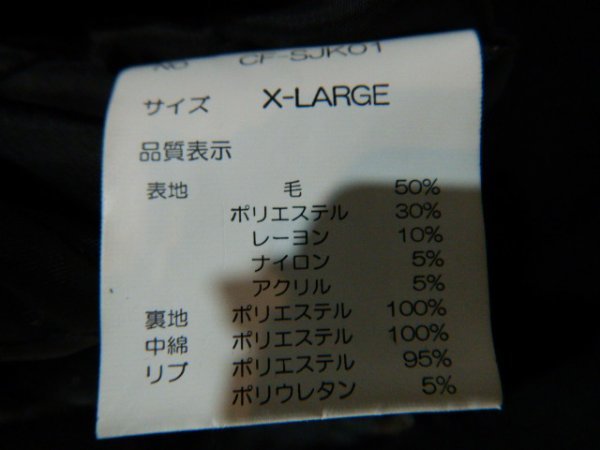 No CF-SJK01
サイズ X-LARGE
品質表示
表地 毛 50%
ポリエステル 30%
レーヨン 10%
ナイロン 5%
アクリル 5%
裏地 ポリエステル 100%
中綿 ポリエステル 100%
リブ ポリエステル 95%
ポリウレタン 5%